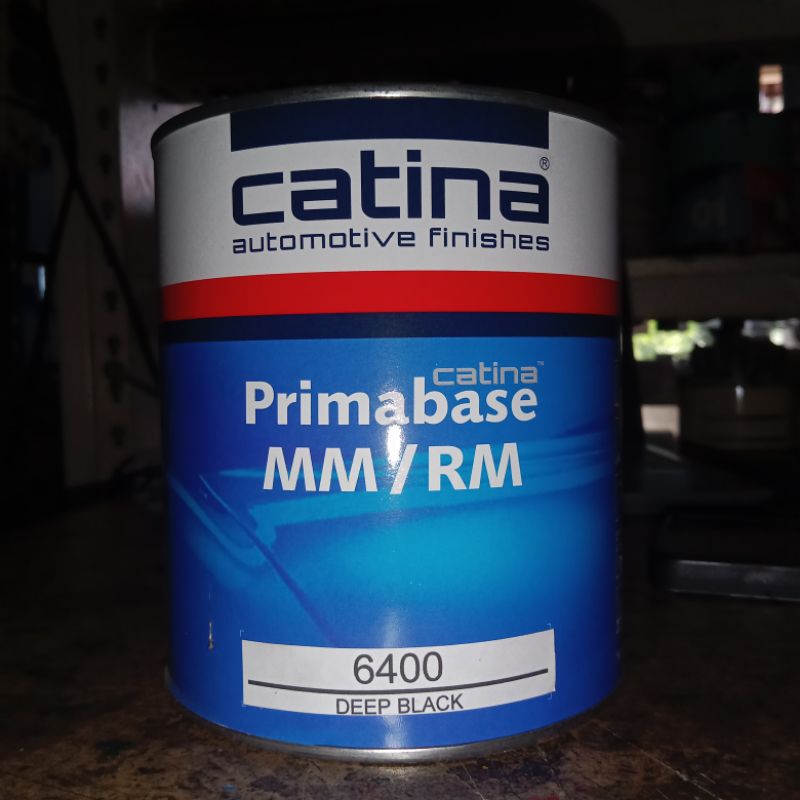 catina®
automotive finishes
catina™
Primabase
MM/RM
6400
DEEP BLACK